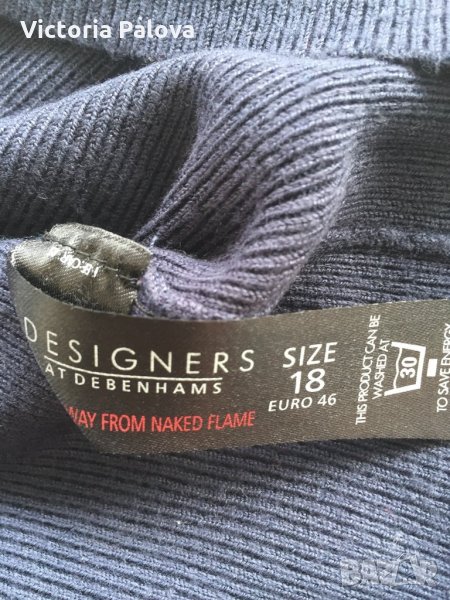 Victoria Palova
DESIGNERS
AT DEBENHAMS
WAY FROM NAKED FLAME
SIZE
18
EURO 46
THIS PRODUCT CAN BE
WASHED AT
30
TO SAVE ENERGY